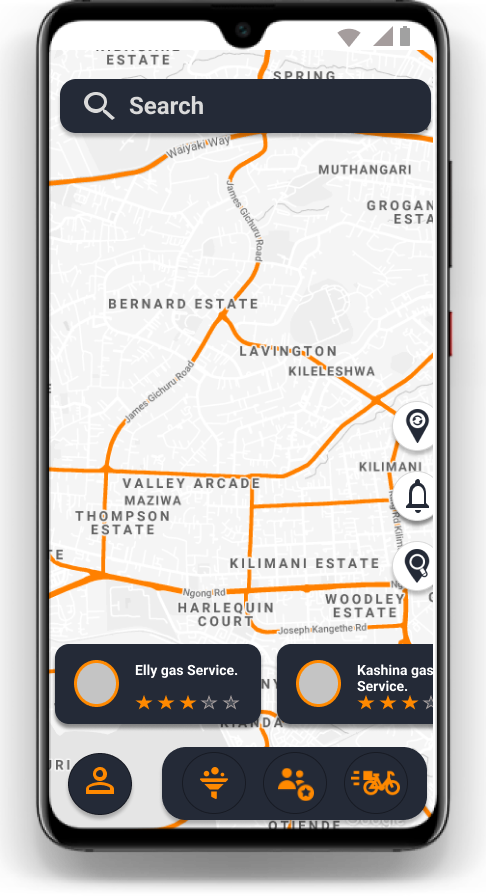 ESTATE
SPRING
Search
Waiyaki Way
MUTHANGARI
James Gichuru Road
GROGAN
ESTA
BERNARD ESTATE
LAVINGTON
KILELESHWA
James Gichuru Road
KILIMANI
VALLEY ARCADE
MAZIWA
THOMPSON
ESTATE
KILIMANI ESTATE
Ngong Rd
WOODLEY
ESTATE
HARLEQUIN
COURT
Joseph Kangethe Rd
Elly gas Service.
Kashina gas
Service.